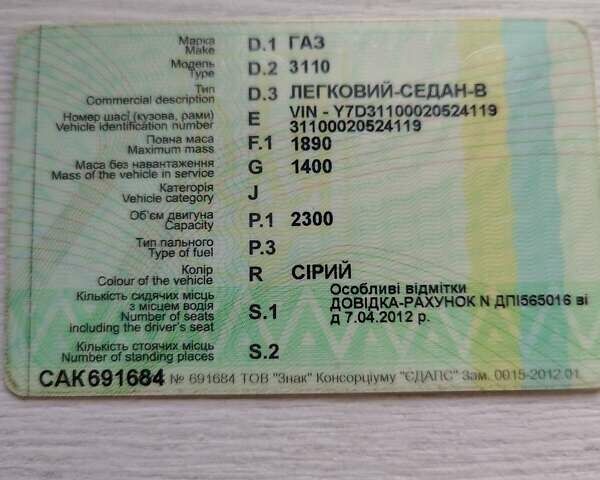 Марка
Make D.1 ГАЗ
Модель
Type D.2 3110
Тип
Commercial description D.3 ЛЕГКОВИЙ-СЕДАН-В
Номер шасі (кузова, рами)
Vehicle identification number E VIN - Y7D31100020524119
31100020524119
Повна маса
Maximum mass F.1 1890
Маса без навантаження
Mass of the vehicle in service G 1400
Категорія
Vehicle category J
Об'єм двигуна
Capacity P.1 2300
Тип пального
Type of fuel P.3
Колір
Colour of the vehicle R СІРИЙ
Кількість сидячих місць
з місцем водія
Number of seats
including the driver's seat S.1
Особливі відмітки
ДОВІДКА-РАХУНОК N ДПІ565016 ві
д 7.04.2012 р.
Кількість стоячих місць
Number of standing places S.2
САК691684 № 691684 ТОВ "Знак" Консорціуму "ЄДАПС" Зам. 0015-2012.01.